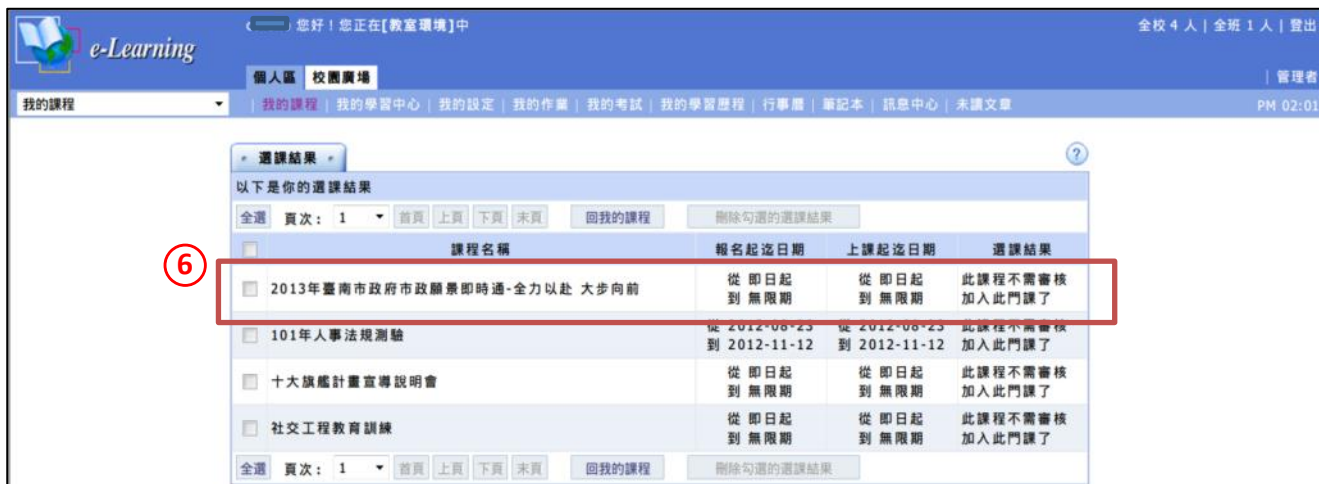 e-Learning
您好！您正在[教室環境]中
全校 4 人 | 全班 1 人 | 登出
個人區 校園廣場
| 管理者
我的課程
| 我的課程 | 我的學習中心 | 我的設定 | 我的作業 | 我的考試 | 我的學習歷程 | 行事曆 | 筆記本 | 訊息中心 | 未讀文章
PM 02:01
選課結果
?
以下是你的選課結果
全選 頁次： 1 首頁 上頁 下頁 末頁 回我的課程 刪除勾選的選課結果
課程名稱 報名起迄日期 上課起迄日期 選課結果
⑥
2013年臺南市政府市政願景即時通-全力以赴 大步向前
從 即日起 從 即日起 此課程不需審核
到 無限期 到 無限期 加入此門課了
101年人事法規測驗
從 2012-08-23 從 2012-08-23 此課程不需審核
到 2012-11-12 到 2012-11-12 加入此門課了
十大旗艦計畫宣導說明會
從 即日起 從 即日起 此課程不需審核
到 無限期 到 無限期 加入此門課了
社交工程教育訓練
從 即日起 從 即日起 此課程不需審核
到 無限期 到 無限期 加入此門課了
全選 頁次： 1 首頁 上頁 下頁 末頁 回我的課程 刪除勾選的選課結果